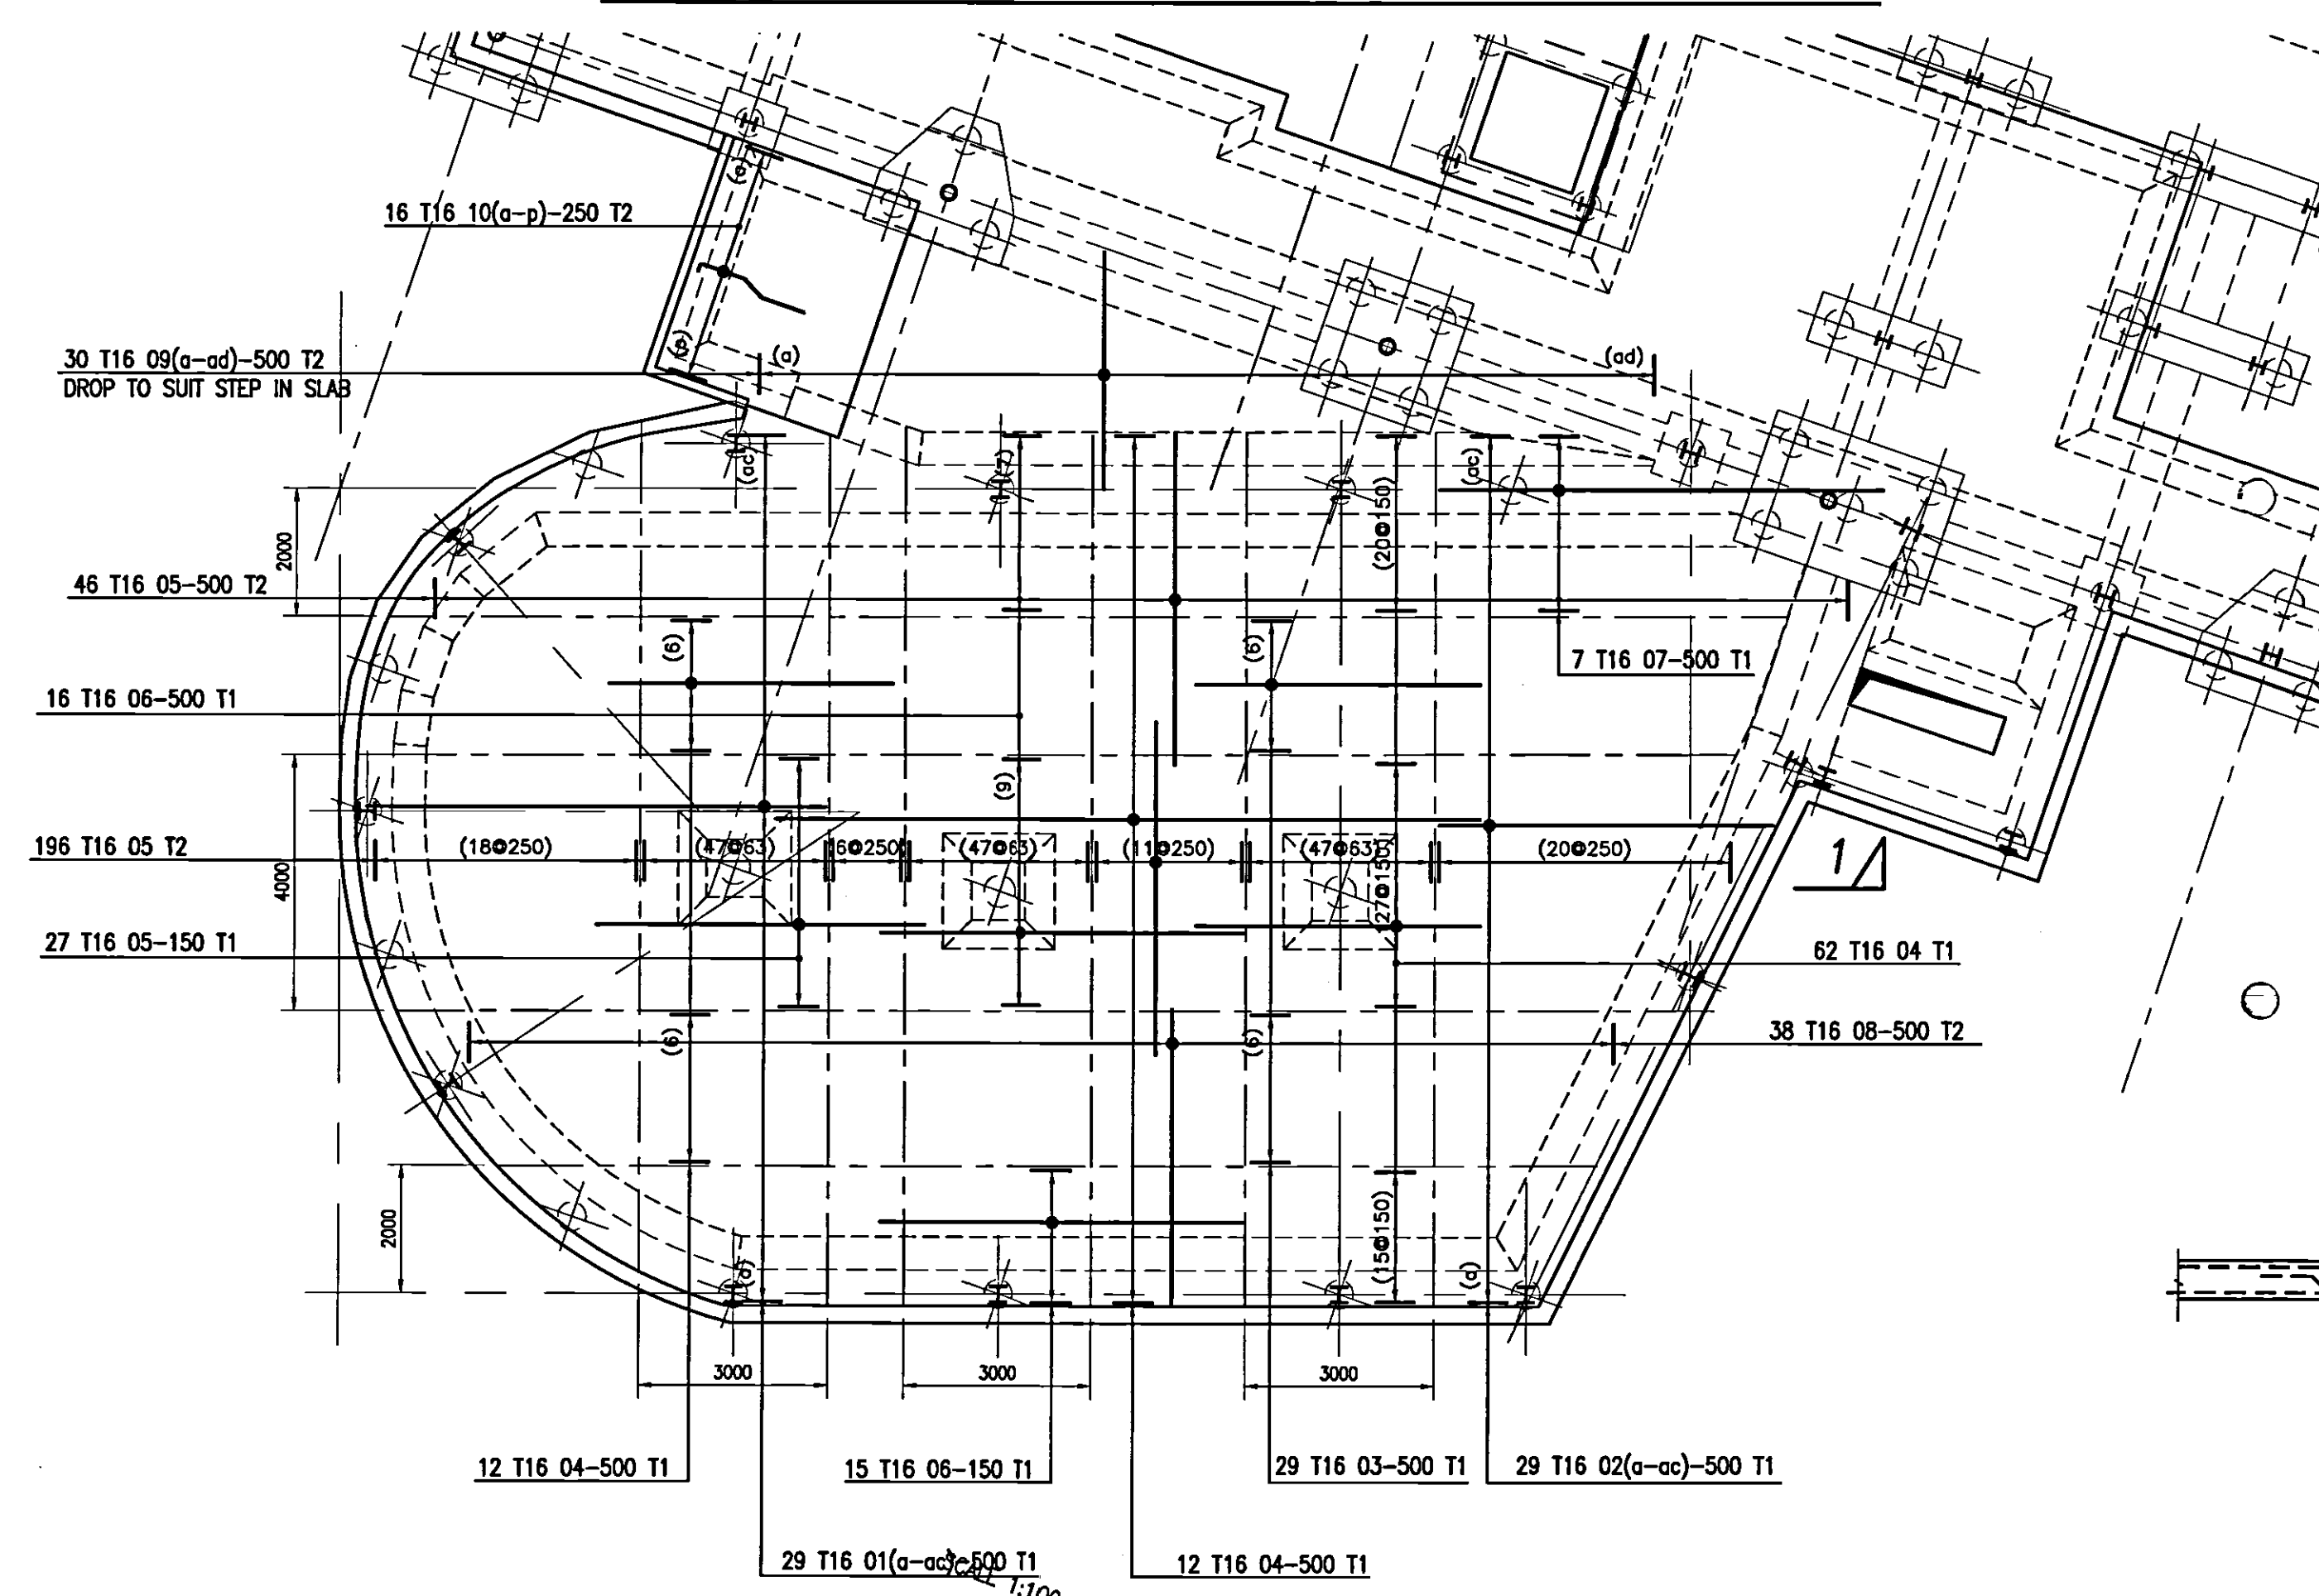 16 T16 10(a-p)-250 T2
(a)
(p)
30 T16 09(a-ad)-500 T2
DROP TO SUIT STEP IN SLAB
(a)
(ad)
(ac)
(7)
(20@150)
(ac)
2000
46 T16 05-500 T2
(6)
(6)
7 T16 07-500 T1
16 T16 06-500 T1
(9)
196 T16 05 T2
(18@250)
(47@63)
(6@250)
(47@63)
(11@250)
(47@63)
(20@250)
1
4000
(27@150)
27 T16 05-150 T1
62 T16 04 T1
(6)
(6)
38 T16 08-500 T2
2000
(a)
(15@150)
(a)
3000
3000
3000
12 T16 04-500 T1
15 T16 06-150 T1
29 T16 03-500 T1
29 T16 02(a-ac)-500 T1
29 T16 01(a-ac)-500 T1
12 T16 04-500 T1
1:100